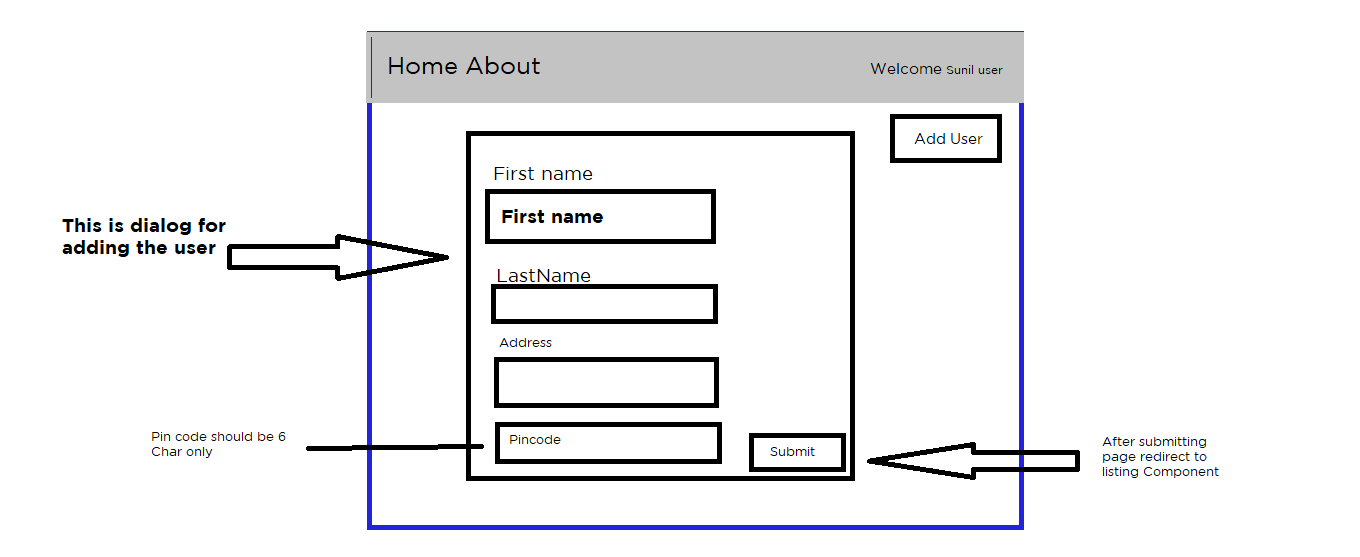 Home About
Welcome Sunil user
Add User
First name
First name
This is dialog for
adding the user
LastName
Address
Pincode
Submit
Pin code should be 6
Char only
After submitting
page redirect to
listing Component